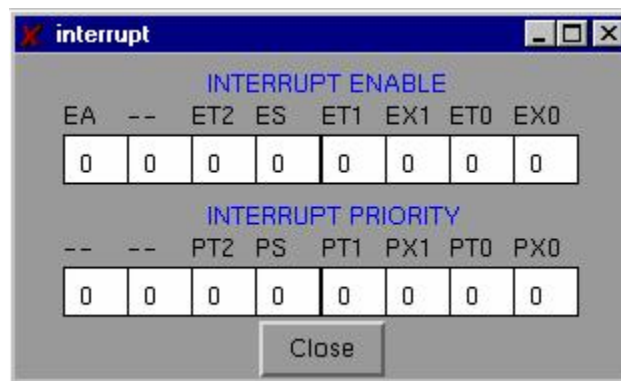 interrupt
INTERRUPT ENABLE
EA -- ET2 ES ET1 EX1 ET0 EX0
0 0 0 0 0 0 0 0
INTERRUPT PRIORITY
-- -- PT2 PS PT1 PX1 PT0 PX0
0 0 0 0 0 0 0 0
Close